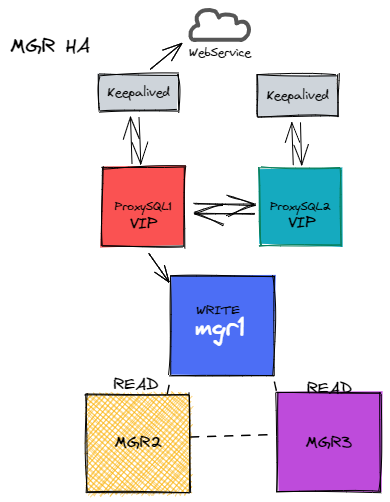 WebService
MGR HA
Keepalived
Keepalived
ProxySQL1
VIP
ProxySQL2
VIP
WRITE
mgr1
READ
READ
MGR2
MGR3